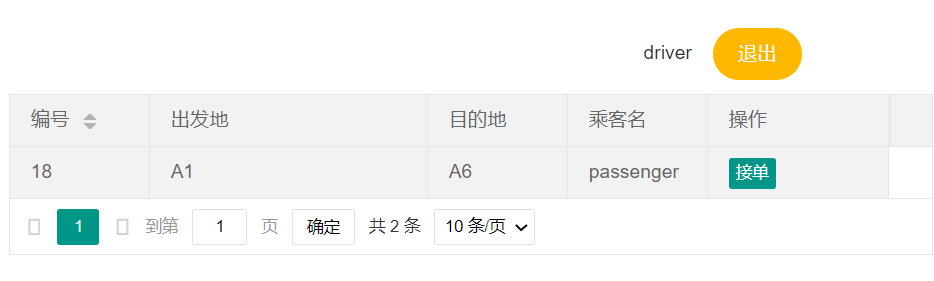 driver 退出
编号 出发地 目的地 乘客名 操作
18 A1 A6 passenger 接单
1 到第 1 页 确定 共 2 条 10 条/页